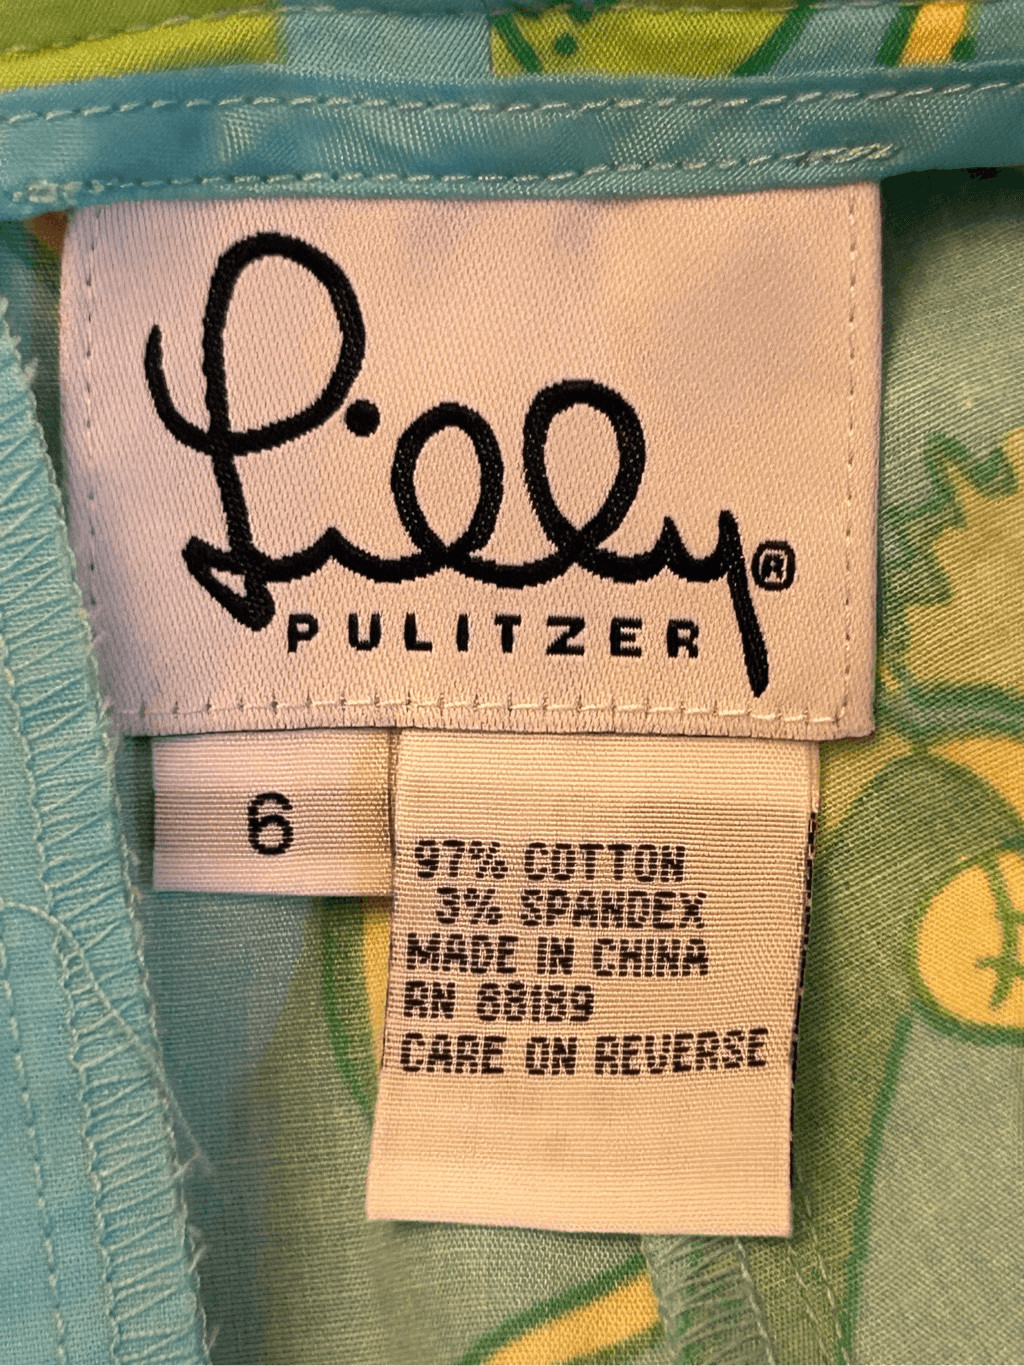 Lilly®
PULITZER
6
97% COTTON
3% SPANDEX
MADE IN CHINA
RN 68189
CARE ON REVERSE